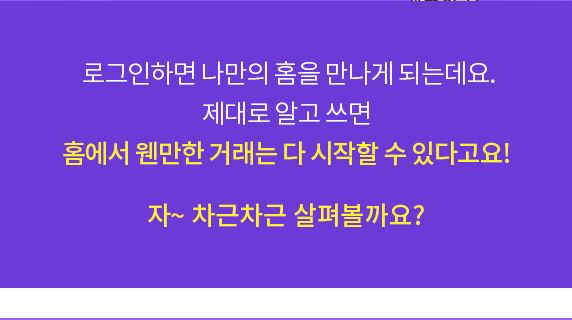 로그인하면 나만의 홈을 만나게 되는데요.
제대로 알고 쓰면
홈에서 웬만한 거래는 다 시작할 수 있다고요!
자~ 차근차근 살펴볼까요?